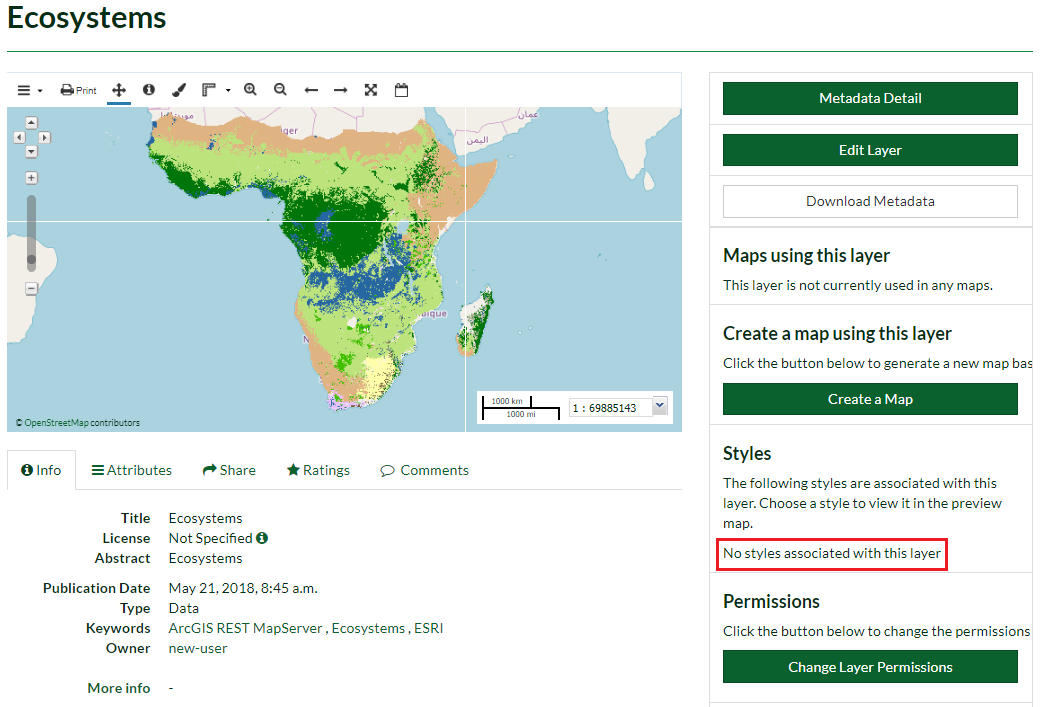 Ecosystems
Print
موريتانيا
iger
عمان
اليمن
N
bique
1000 km
1000 mi
1 : 69885143
© OpenStreetMap contributors
Info
Attributes
Share
Ratings
Comments
Title Ecosystems
License Not Specified
Abstract Ecosystems
Publication Date May 21, 2018, 8:45 a.m.
Type Data
Keywords ArcGIS REST MapServer , Ecosystems , ESRI
Owner new-user
More info -
Metadata Detail
Edit Layer
Download Metadata
Maps using this layer
This layer is not currently used in any maps.
Create a map using this layer
Click the button below to generate a new map bas
Create a Map
Styles
The following styles are associated with this
layer. Choose a style to view it in the preview
map.
No styles associated with this layer
Permissions
Click the button below to change the permissions
Change Layer Permissions